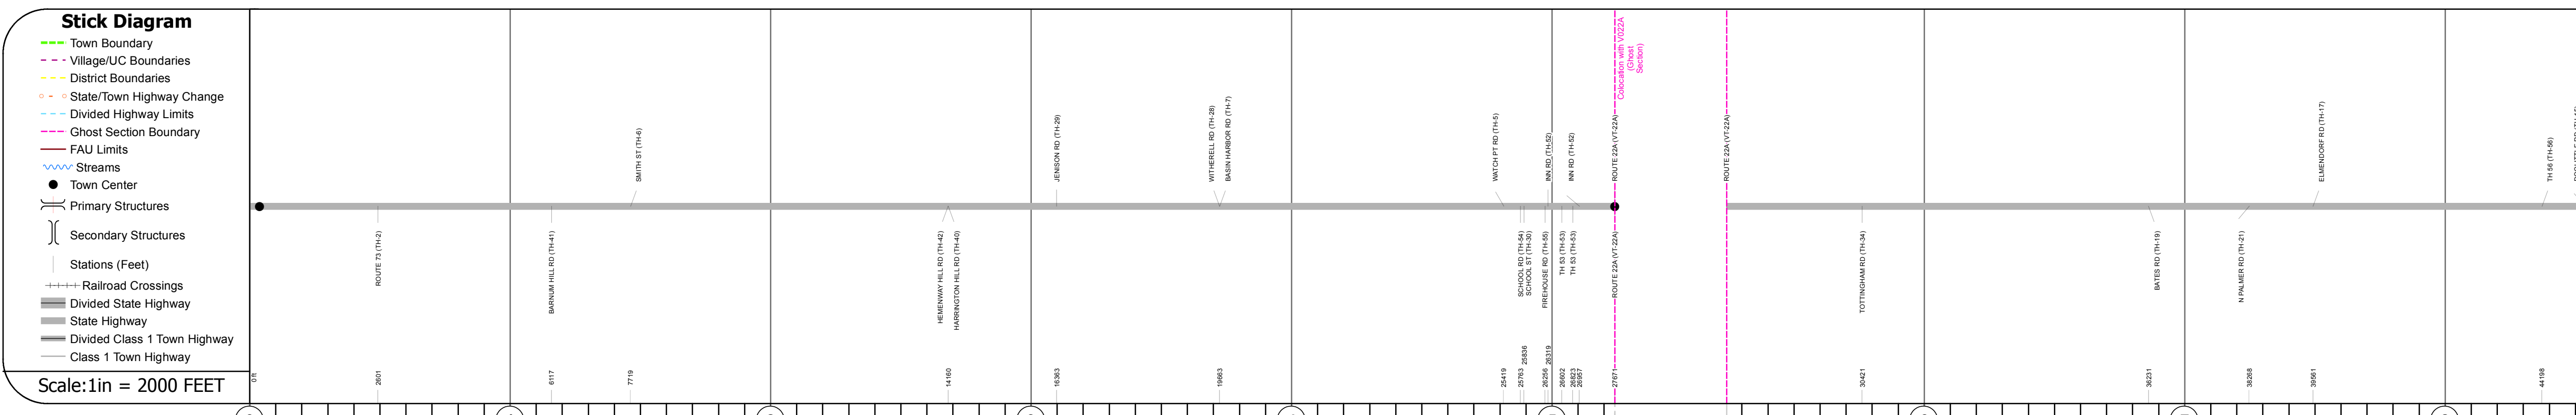 Stick Diagram
Town Boundary
Village/UC Boundaries
District Boundaries
State/Town Highway Change
Divided Highway Limits
Ghost Section Boundary
FAU Limits
Streams
Town Center
Primary Structures
Secondary Structures
Stations (Feet)
Railroad Crossings
Divided State Highway
State Highway
Divided Class 1 Town Highway
Class 1 Town Highway
Scale:1in = 2000 FEET
Colocation with V022A
(Ghost
Section)
SMITH ST (TH-6)
JENISON RD (TH-29)
WITHERELL RD (TH-28)
BASIN HARBOR RD (TH-7)
WATCH PT RD (TH-5)
INN RD (TH-52)
INN RD (TH-52)
ROUTE 22A (VT-22A)
ROUTE 22A (VT-22A)
ELMENDORF RD (TH-17)
TH 56 (TH-56)
ROUTE 73 (TH-2)
BARNUM HILL RD (TH-41)
HEMENWAY HILL RD (TH-42)
HARRINGTON HILL RD (TH-40)
SCHOOL RD (TH-54)
SCHOOL ST (TH-30)
FIREHOUSE RD (TH-55)
TH 53 (TH-53)
TH 53 (TH-53)
ROUTE 22A (VT-22A)
TOTTINGHAM RD (TH-34)
BATES RD (TH-19)
N PALMER RD (TH-21)
0 ft
2601
6117
7719
14160
16363
19663
25419
25763
25836
26256
26319
26602
26823
26957
27671
30421
36231
38268
39561
44198